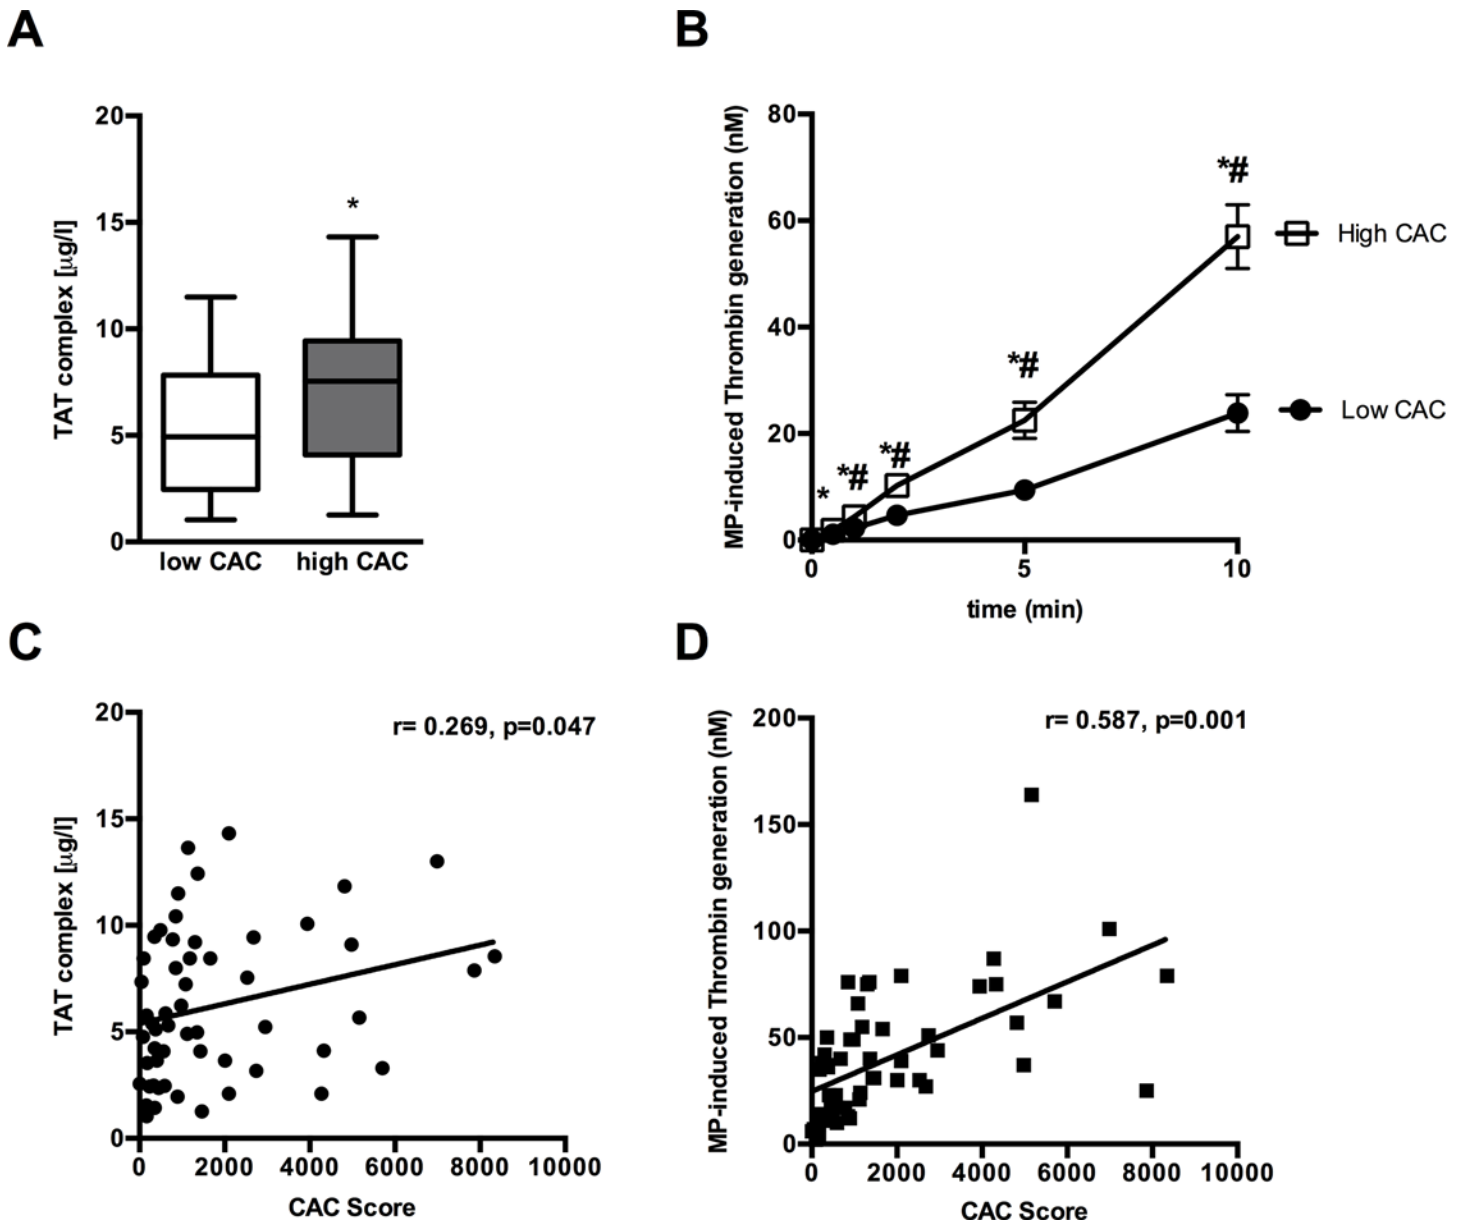 A
20
15
10
5
0
TAT complex [µg/l]
*
low CAC
high CAC
B
80
60
40
20
0
MP-induced Thrombin generation (nM)
*
*#
*#
*#
*#
High CAC
Low CAC
0
5
10
time (min)
C
20
15
10
5
0
TAT complex [µg/l]
r= 0.269, p=0.047
0
2000
4000
6000
8000
10000
CAC Score
D
200
150
100
50
0
MP-induced Thrombin generation (nM)
r= 0.587, p=0.001
0
2000
4000
6000
8000
10000
CAC Score